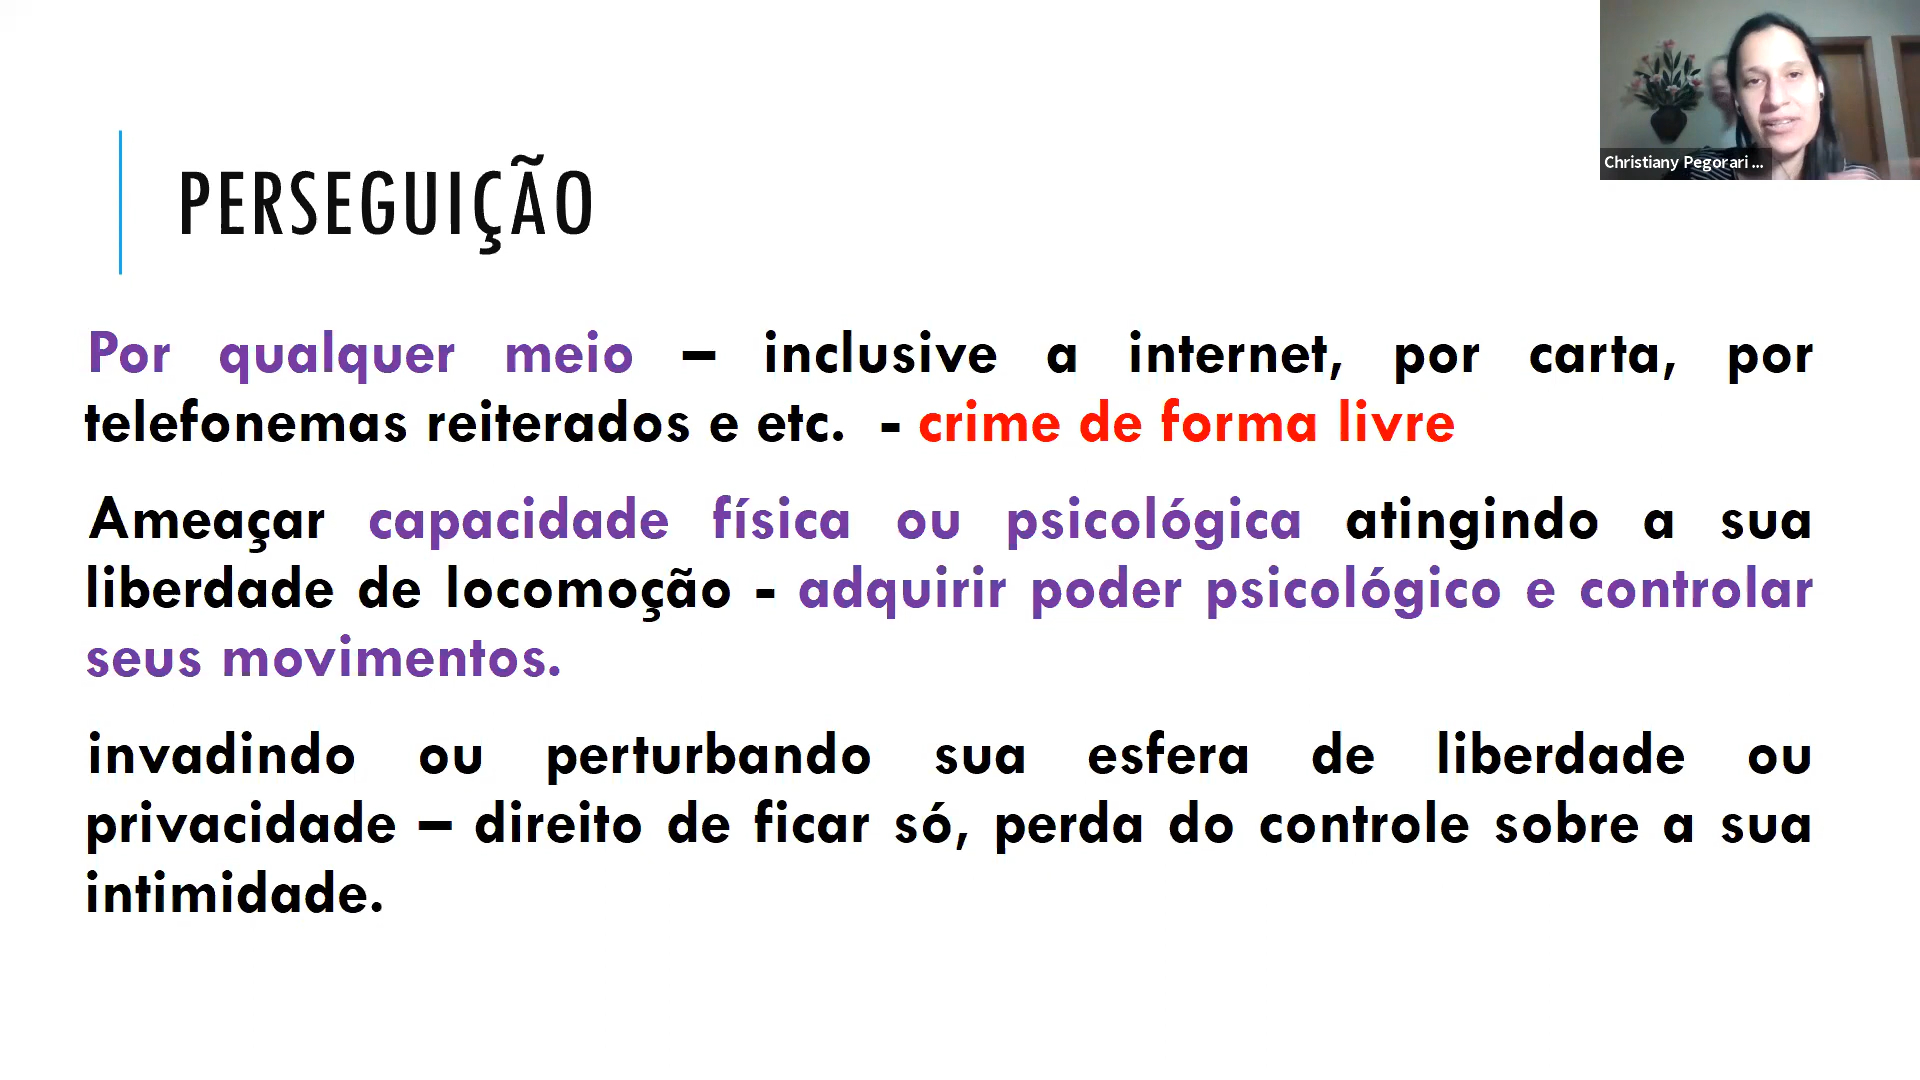 Christiany Pegorari ...
PERSEGUIÇÃO
Por qualquer meio – inclusive a internet, por carta, por
telefonemas reiterados e etc. - crime de forma livre
Ameaçar capacidade física ou psicológica atingindo a sua
liberdade de locomoção - adquirir poder psicológico e controlar
seus movimentos.
invadindo ou perturbando sua esfera de liberdade ou
privacidade – direito de ficar só, perda do controle sobre a sua
intimidade.